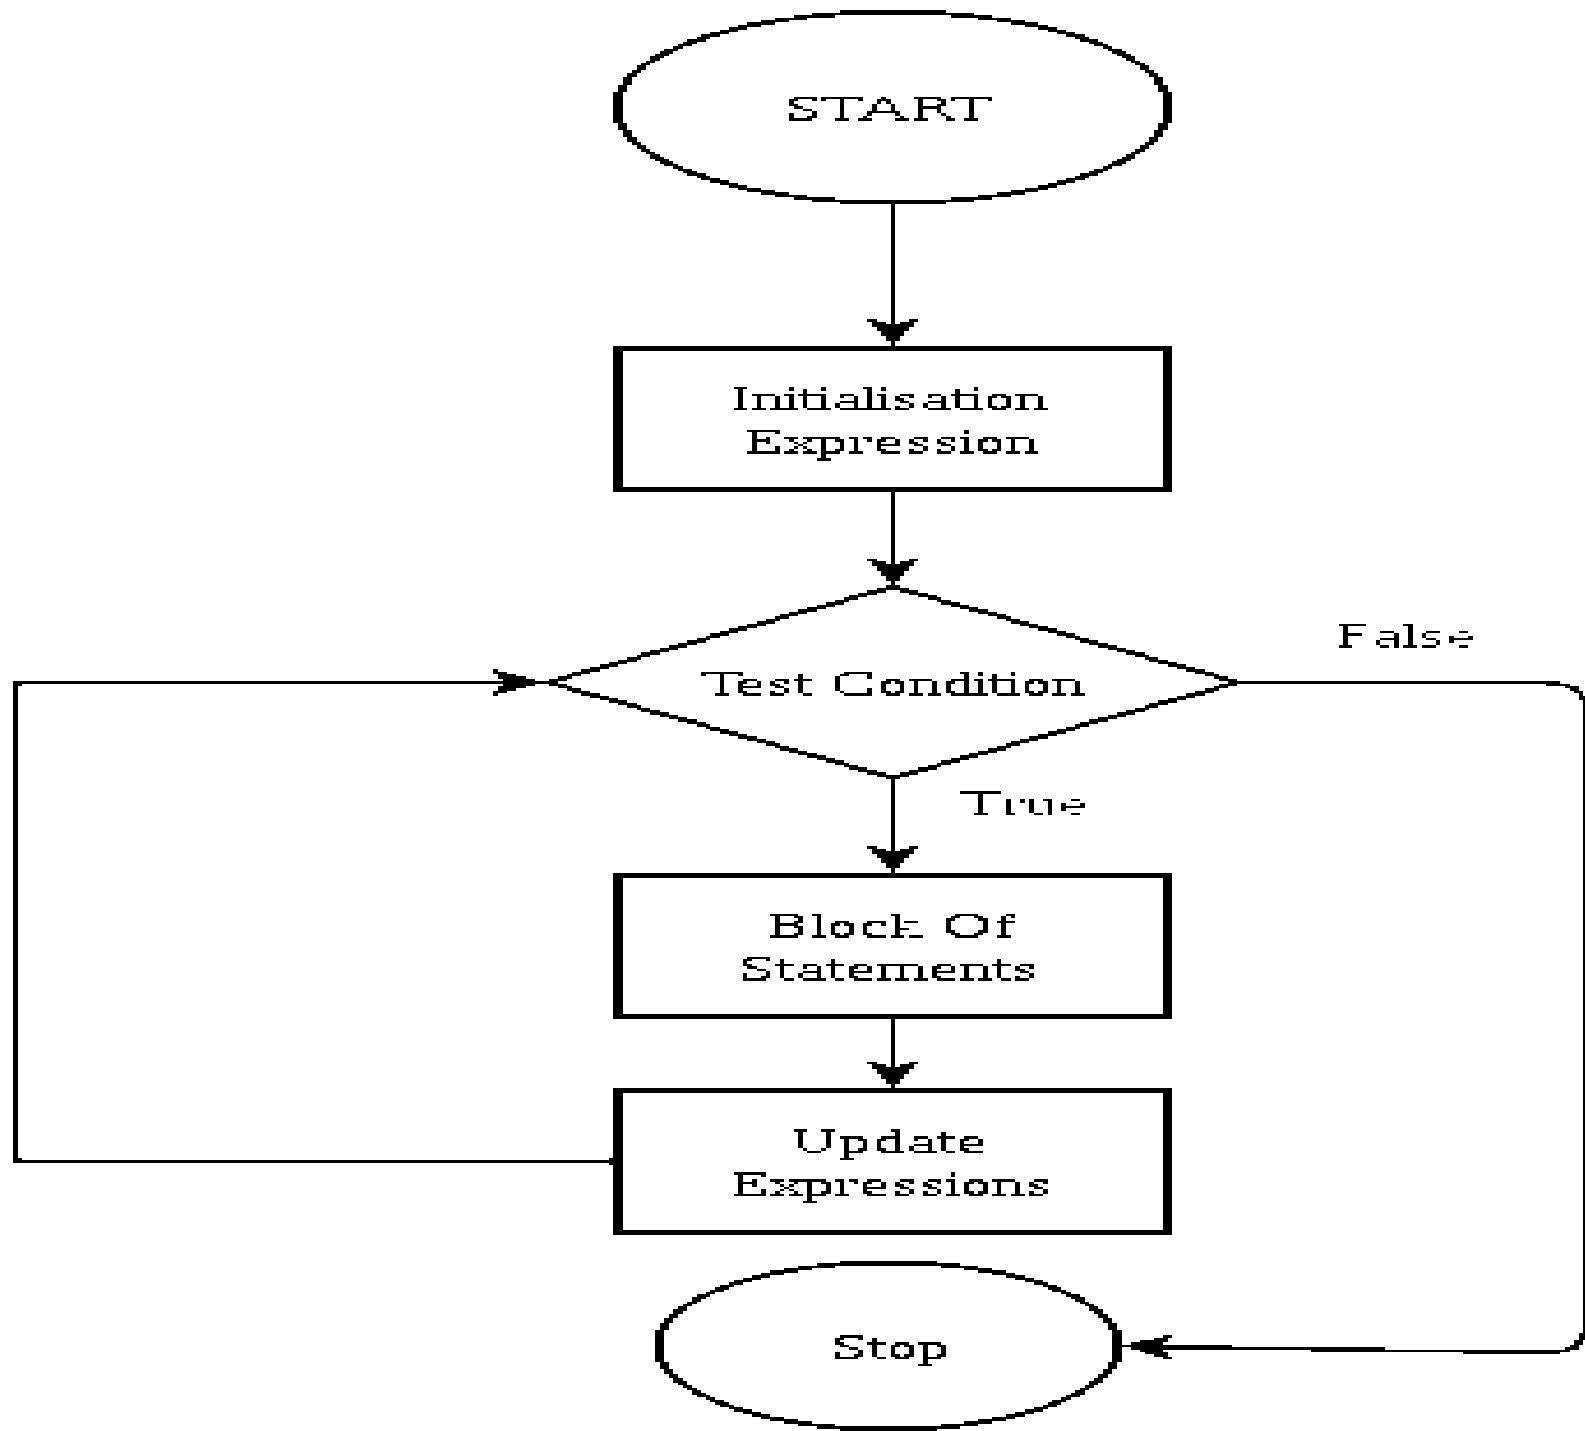 START
Initialisation
Expression
Test Condition
False
True
Block Of
Statements
Update
Expressions
Stop